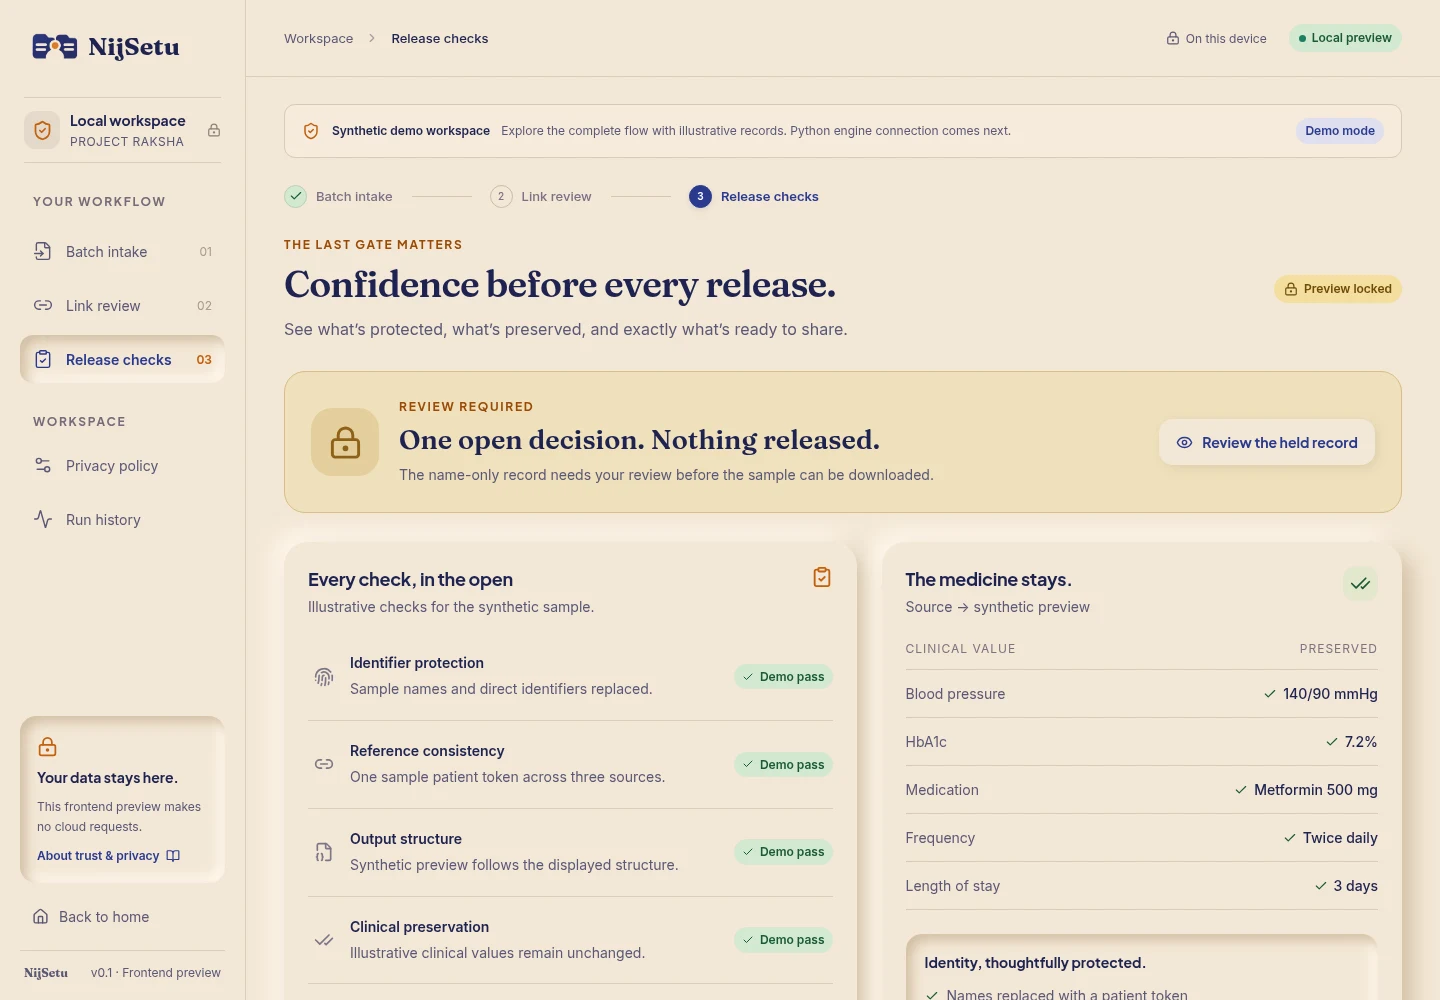 NijSetu
Local workspace
PROJECT RAKSHA
YOUR WORKFLOW
Batch intake 01
Link review 02
Release checks 03
WORKSPACE
Privacy policy
Run history
Your data stays here.
This frontend preview makes
no cloud requests.
About trust & privacy
Back to home
NijSetu v0.1 · Frontend preview
Workspace > Release checks
On this device
Local preview
Synthetic demo workspace Explore the complete flow with illustrative records. Python engine connection comes next.
Demo mode
Batch intake 2 Link review 3 Release checks
THE LAST GATE MATTERS
Confidence before every release.
See what's protected, what's preserved, and exactly what's ready to share.
Preview locked
REVIEW REQUIRED
One open decision. Nothing released.
The name-only record needs your review before the sample can be downloaded.
Review the held record
Every check, in the open
Illustrative checks for the synthetic sample.
Identifier protection
Sample names and direct identifiers replaced.
Demo pass
Reference consistency
One sample patient token across three sources.
Demo pass
Output structure
Synthetic preview follows the displayed structure.
Demo pass
Clinical preservation
Illustrative clinical values remain unchanged.
Demo pass
The medicine stays.
Source → synthetic preview
CLINICAL VALUE PRESERVED
Blood pressure ✓ 140/90 mmHg
HbA1c ✓ 7.2%
Medication ✓ Metformin 500 mg
Frequency ✓ Twice daily
Length of stay ✓ 3 days
Identity, thoughtfully protected.
✓ Names replaced with a patient token